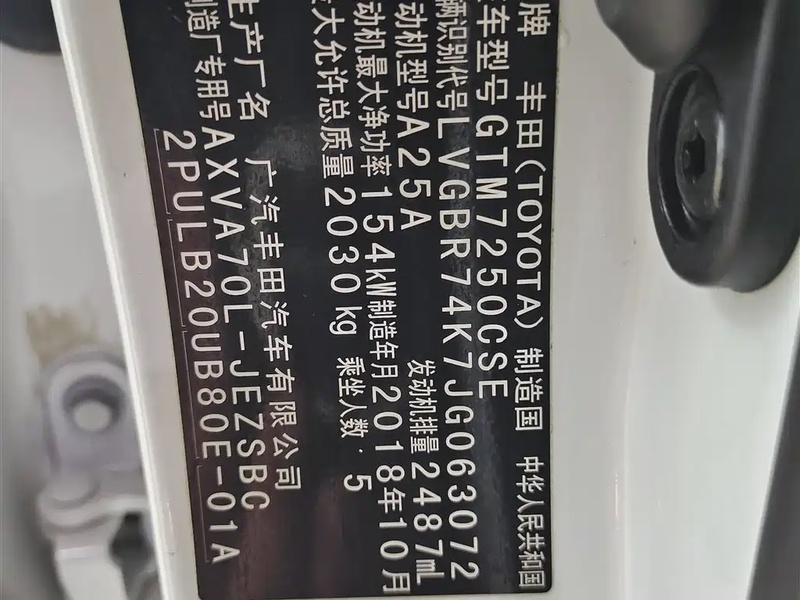 牌 丰田(TOYOTA) 制造国 中华人民共和国
车型号 GTM7250CSE
辆识别代号 LVGBR74K7JG063072
动机型号 A25A 发动机排量 2487mL
动机最大净功率 154kW 制造年月 2018年10月
大允许总质量 2030kg 乘坐人数:5
生产厂名 广汽丰田汽车有限公司
制造厂专用号 AXVA70L-JEZSBC
2PULB20UB80E-01A